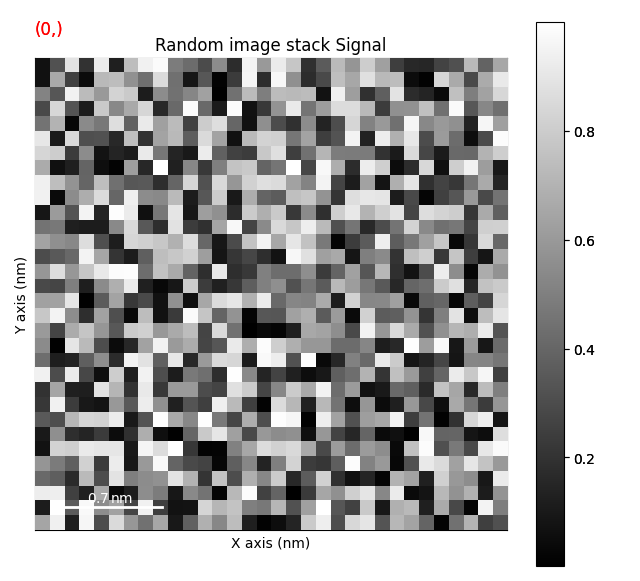 (0,)
Random image stack Signal
0.8
0.6
0.4
0.2
Y axis (nm)
0.7 nm
X axis (nm)